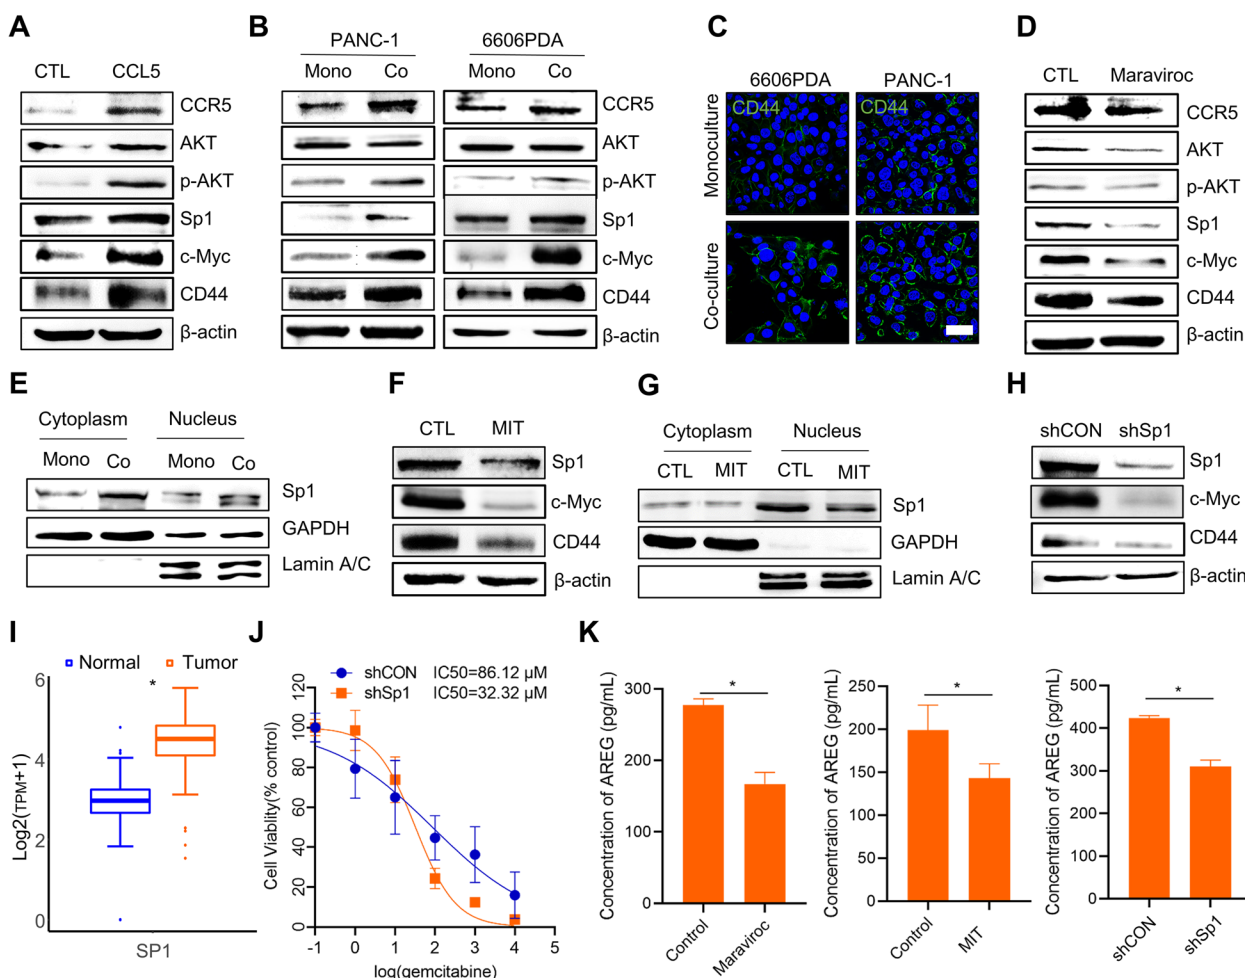 A
CTL CCL5
CCR5
AKT
p-AKT
Sp1
c-Myc
CD44
β-actin
B
PANC-1 6606PDA
Mono Co Mono Co
CCR5
AKT
p-AKT
Sp1
c-Myc
CD44
β-actin
C
6606PDA PANC-1
CD44 CD44
Monoculture
Co-culture
D
CTL Maraviroc
CCR5
AKT
p-AKT
Sp1
c-Myc
CD44
β-actin
E
Cytoplasm Nucleus
Mono Co Mono Co
Sp1
GAPDH
Lamin A/C
F
CTL MIT
Sp1
c-Myc
CD44
β-actin
G
Cytoplasm Nucleus
CTL MIT CTL MIT
Sp1
GAPDH
Lamin A/C
H
shCON shSp1
Sp1
c-Myc
CD44
β-actin
I
Normal Tumor
*
Log2(TPM+1)
6
4
2
0
SP1
J
shCON IC50=86.12 μM
shSp1 IC50=32.32 μM
Cell Viablity(% control)
120
100
80
60
40
20
0
-1 0 1 2 3 4 5
log(gemcitabine)
K
Concentration of AREG (pg/mL)
300
200
100
0
*
Control Maraviroc
Concentration of AREG (pg/mL)
250
200
150
100
50
0
*
Control MIT
Concentration of AREG (pg/mL)
500
400
300
200
100
0
*
shCON shSp1